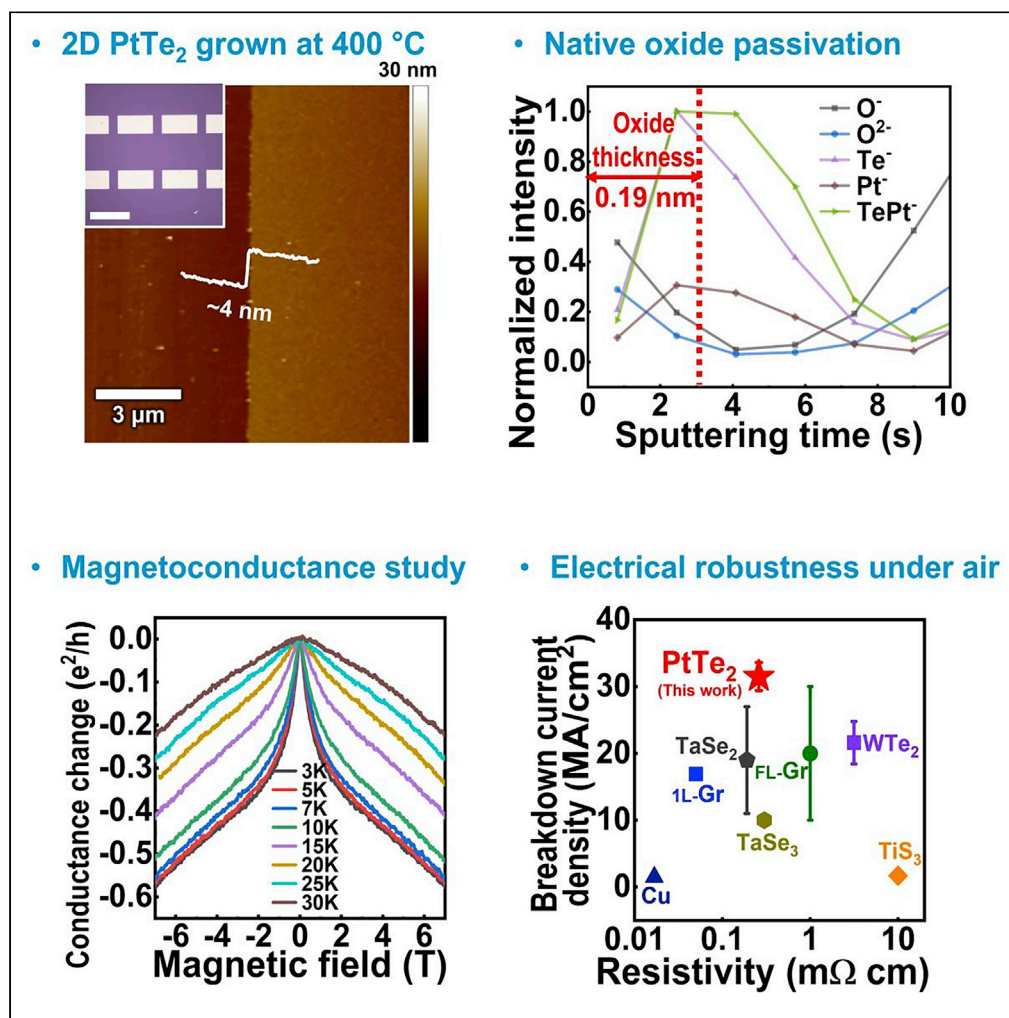 • 2D PtTe₂ grown at 400 °C
30 nm
~4 nm
3 µm
• Native oxide passivation
Normalized intensity
1.0
0.8
0.6
0.4
0.2
0.0
Oxide
thickness
0.19 nm
O⁻
O²⁻
Te⁻
Pt⁻
TePt⁻
0 2 4 6 8 10
Sputtering time (s)
• Magnetoconductance study
Conductance change (e²/h)
0.0
-0.1
-0.2
-0.3
-0.4
-0.5
-0.6
3K
5K
7K
10K
15K
20K
25K
30K
-6 -4 -2 0 2 4 6
Magnetic field (T)
• Electrical robustness under air
Breakdown current
density (MA/cm²)
40
30
20
10
0
PtTe₂
(This work)
TaSe₂
1L-Gr
FL-Gr
WTe₂
TaSe₃
TiS₃
Cu
0.01 0.1 1 10
Resistivity (mΩ cm)